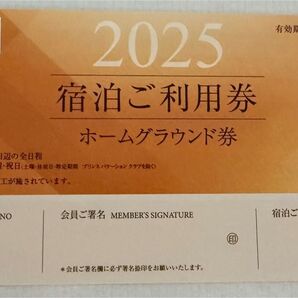 2025
有効期
宿泊ご利用券
ホームグラウンド券
日辺の全日程
・祝日(土曜・休前日・特定期間 プリンス バケーション クラブを除く)
工が施されています。
NO
会員ご署名 MEMBER'S SIGNATURE
宿泊ご
印
＊会員ご署名欄に必ず署名捺印をお願いいたします。